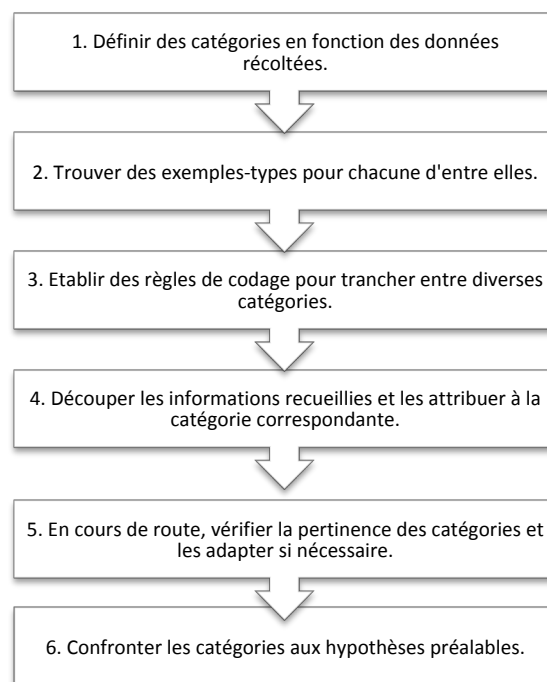 1. Définir des catégories en fonction des données
récoltées.
2. Trouver des exemples-types pour chacune d'entre elles.
3. Etablir des règles de codage pour trancher entre diverses
catégories.
4. Découper les informations recueillies et les attribuer à la
catégorie correspondante.
5. En cours de route, vérifier la pertinence des catégories et
les adapter si nécessaire.
6. Confronter les catégories aux hypothèses préalables.